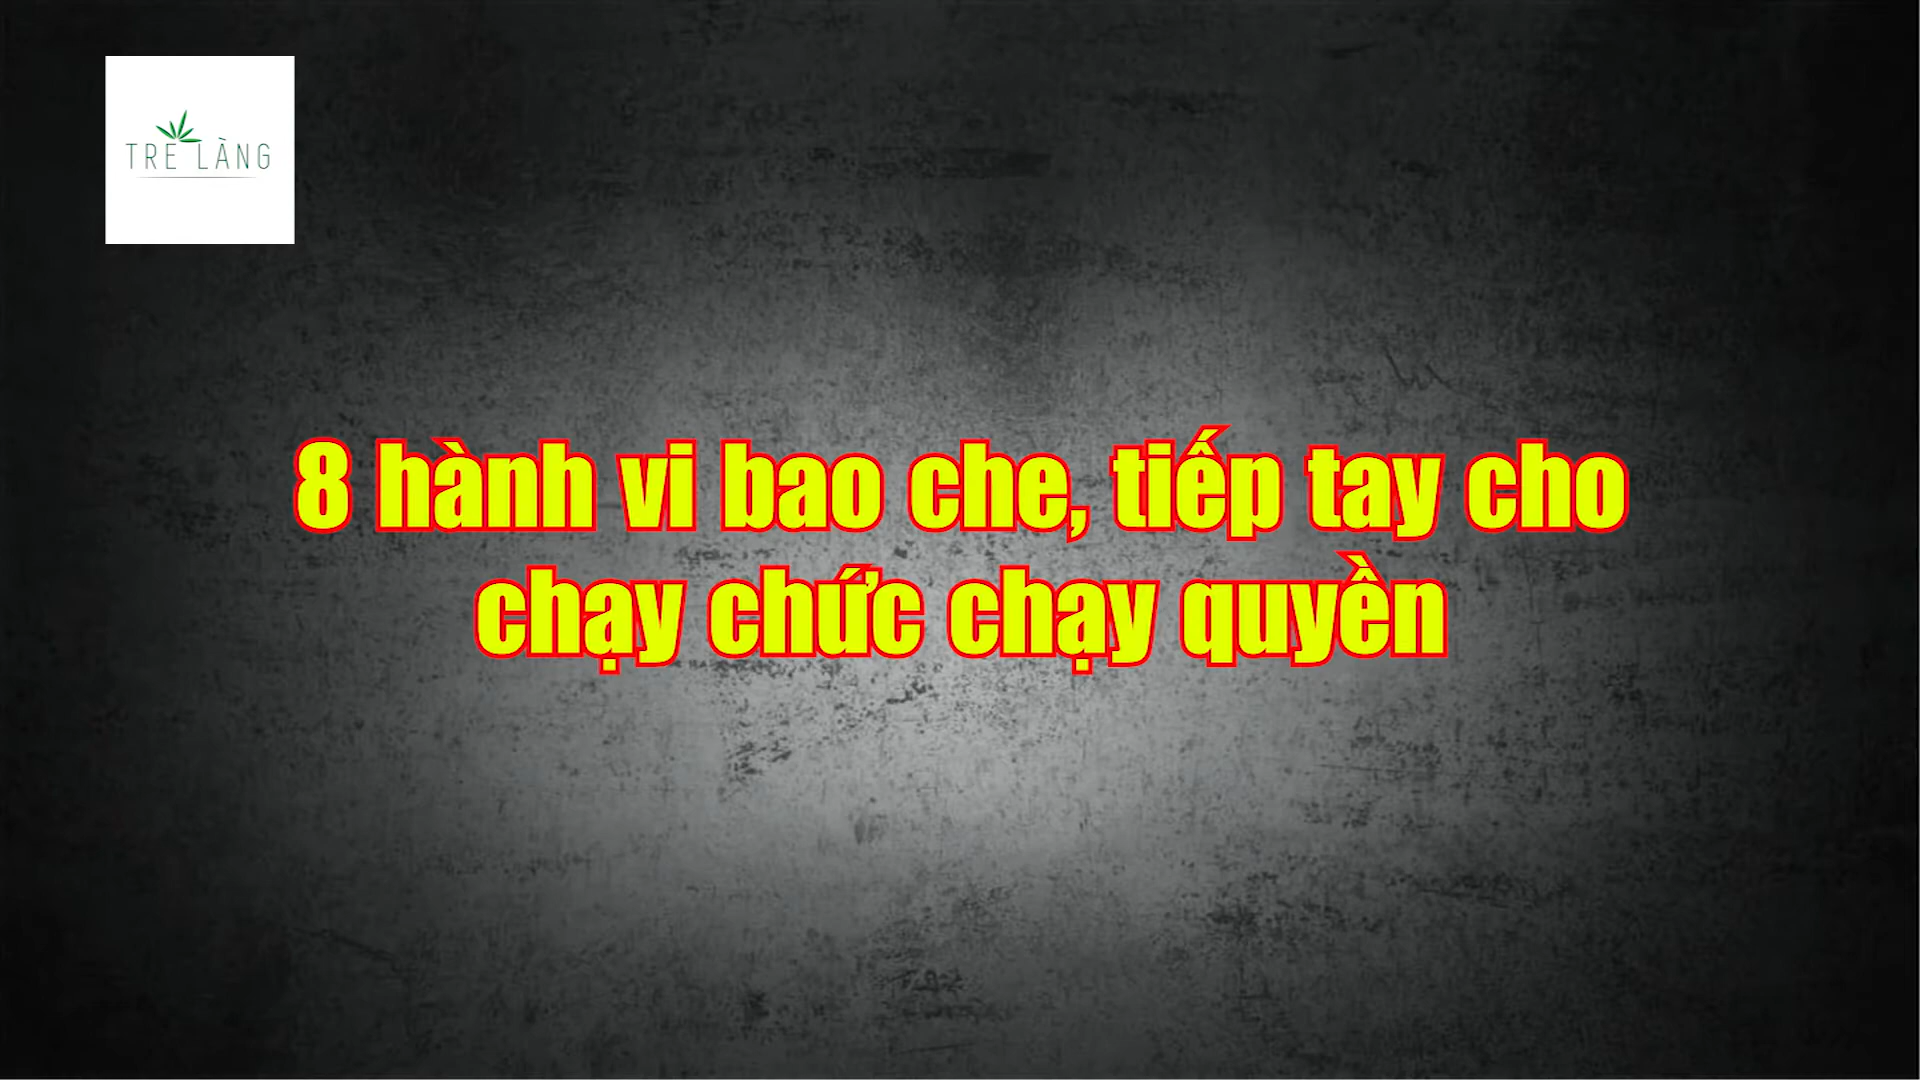 TRE LÀNG
8 hành vi bao che, tiếp tay cho
chạy chức chạy quyền